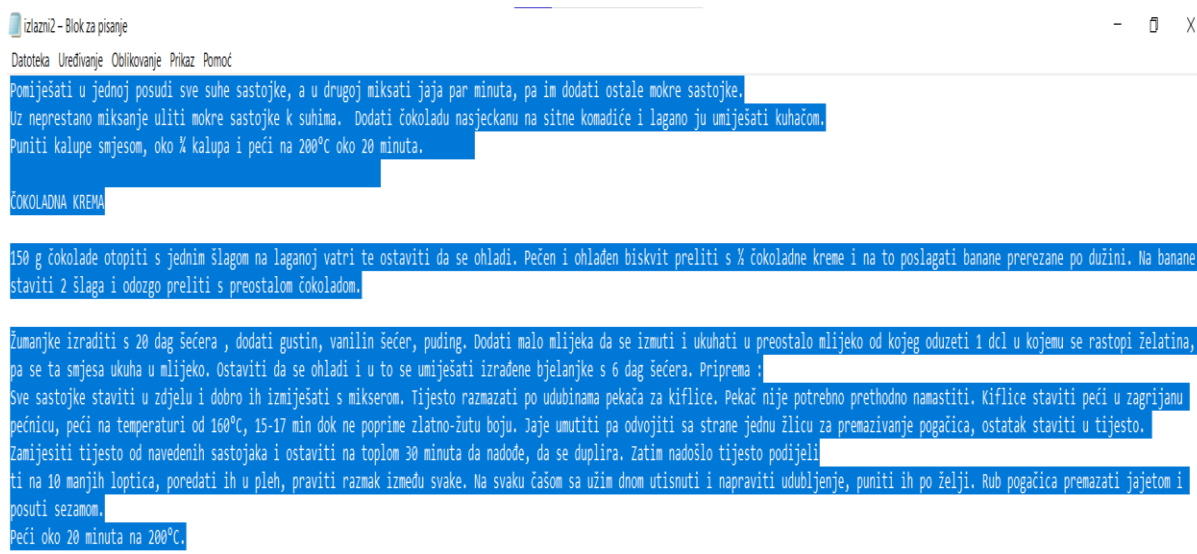 izlazni2 – Blok za pisanje
Datoteka Uređivanje Oblikovanje Prikaz Pomoć
Pomiješati u jednoj posudi sve suhe sastojke, a u drugoj miksati jaja par minuta, pa im dodati ostale mokre sastojke.
Uz neprestano miksanje uliti mokre sastojke k suhima.  Dodati čokoladu nasjeckanu na sitne komadiće i lagano ju umiješati kuhačom.
Puniti kalupe smjesom, oko ¾ kalupa i peći na 200ºC oko 20 minuta.
ČOKOLADNA KREMA
150 g čokolade otopiti s jednim šlagom na laganoj vatri te ostaviti da se ohladi. Pečen i ohlađen biskvit preliti s čokoladne kreme i na to poslagati banane prerezane po dužini. Na banane
staviti 2 šlaga i odozgo preliti s preostalom čokoladom.
Žumanjke izraditi s 20 dag šećera , dodati gustin, vanilin šećer, puding. Dodati malo mlijeka da se izmuti i ukuhati u preostalo mlijeko od kojeg oduzeti 1 dcl u kojemu se rastopi želatina,
pa se ta smjesa ukuha u mlijeko. Ostaviti da se ohladi i u to se umiješati izrađene bjelanjke s 6 dag šećera. Priprema :
Sve sastojke staviti u zdjelu i dobro ih izmiješati s mikserom. Tijesto razmazati po udubinama pekača za kiflice. Pekač nije potrebno prethodno namastiti. Kiflice staviti peći u zagrijanu
pećnicu, peći na temperaturi od 160ºC, 15-17 min dok ne poprime zlatno-žutu boju. Jaje umutiti pa odvojiti sa strane jednu žlicu za premazivanje pogačica, ostatak staviti u tijesto.
Zamijesiti tijesto od navedenih sastojaka i ostaviti na toplom 30 minuta da nadođe, da se duplira. Zatim nadošlo tijesto podijeli
ti na 10 manjih loptica, poredati ih u pleh, praviti razmak između svake. Na svaku čašom sa užim dnom utisnuti i napraviti udubljenje, puniti ih po želji. Rub pogačica premazati jajetom i
posuti sezamom.
Peći oko 20 minuta na 200ºC.